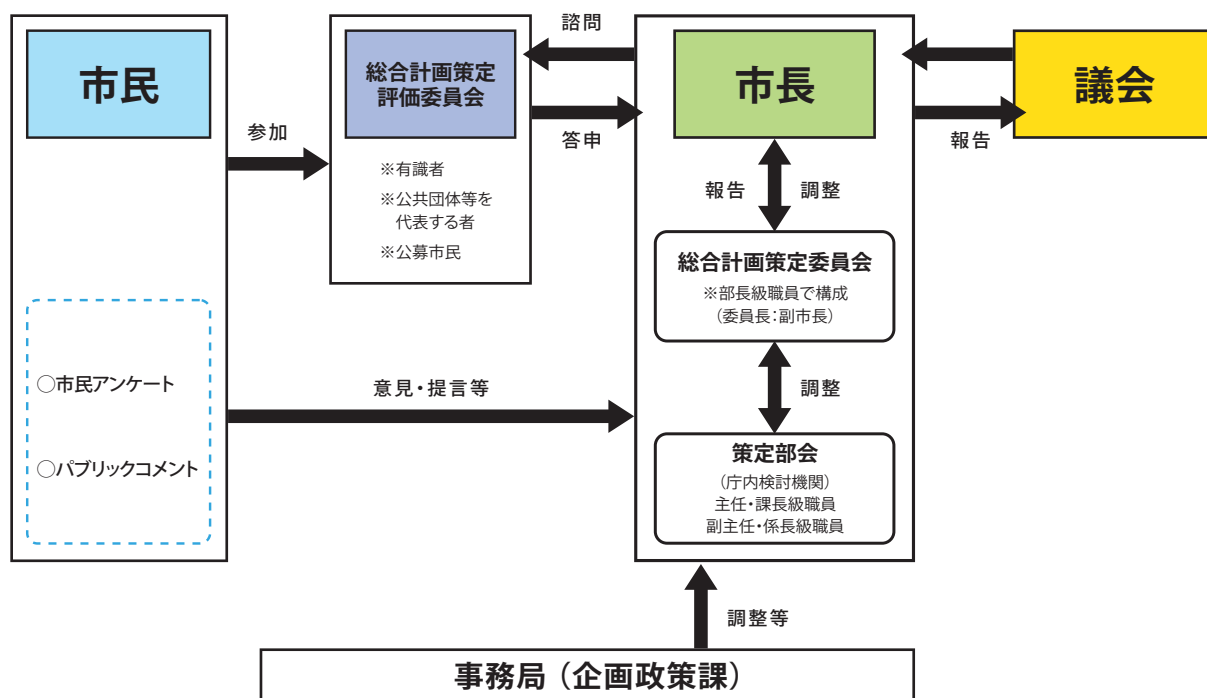 市民
参加
○市民アンケート
○パブリックコメント
総合計画策定
評価委員会
※有識者
※公共団体等を
代表する者
※公募市民
諮問
答申
意見・提言等
市長
報告
調整
総合計画策定委員会
※部長級職員で構成
（委員長：副市長）
調整
策定部会
（庁内検討機関）
主任・課長級職員
副主任・係長級職員
報告
議会
調整等
事務局（企画政策課）